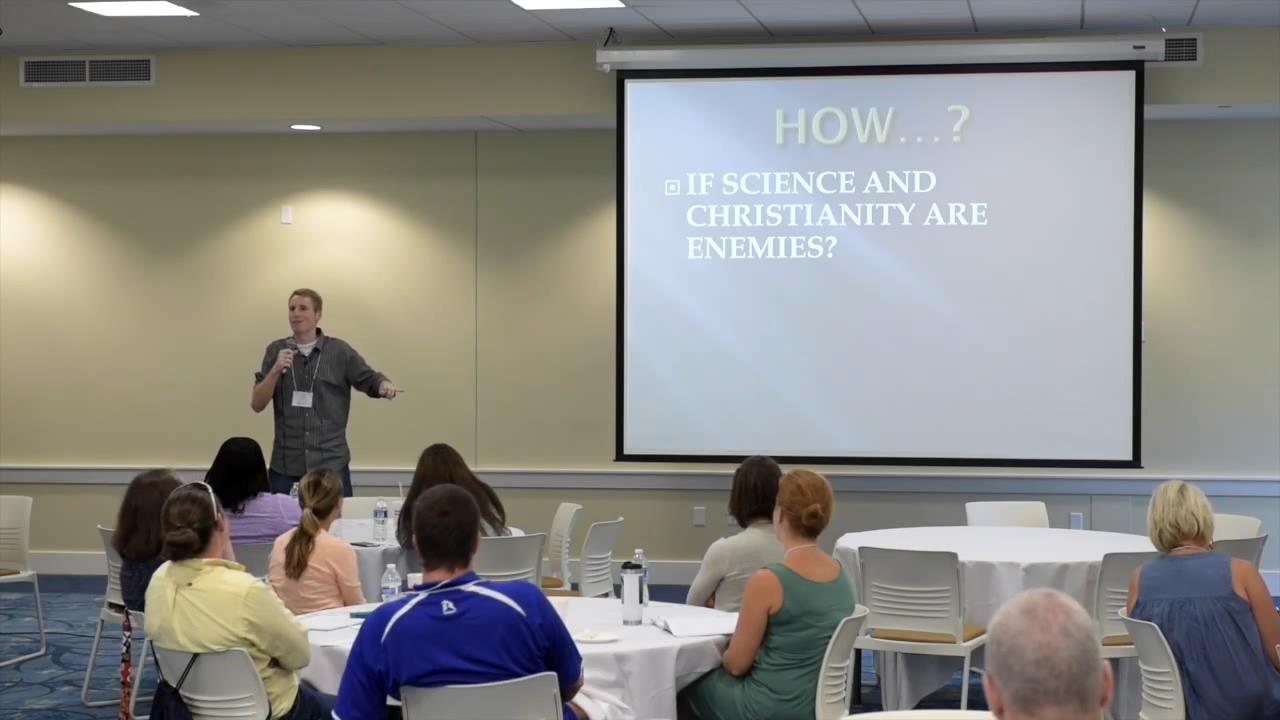 HOW...?
IF SCIENCE AND
CHRISTIANITY ARE
ENEMIES?